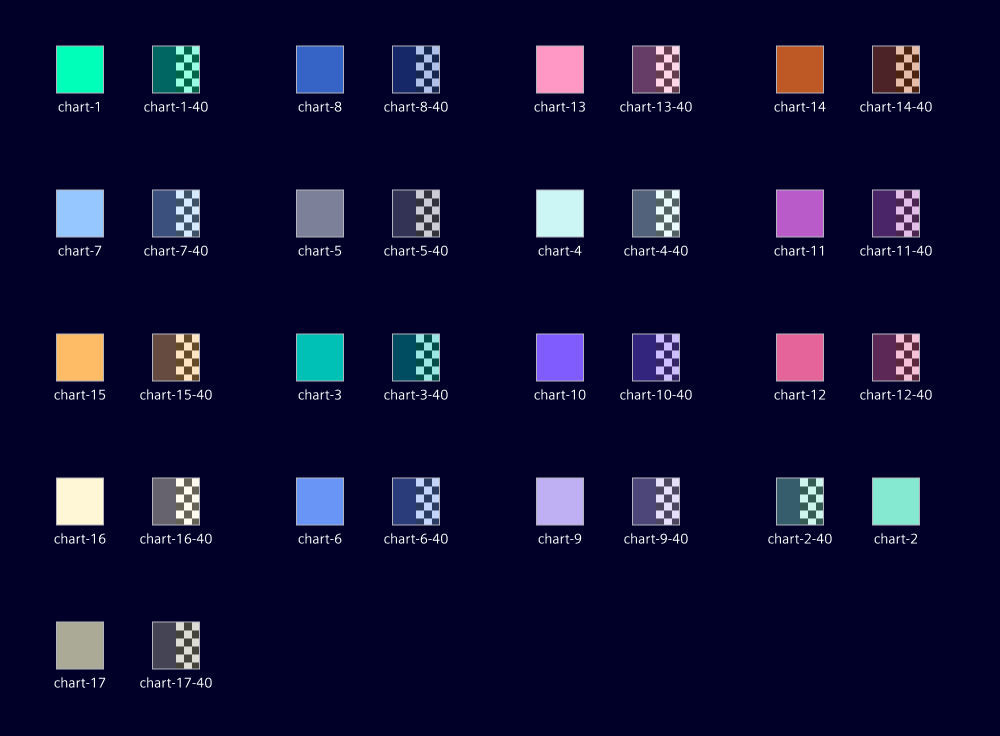 chart-1 chart-1-40 chart-8 chart-8-40 chart-13 chart-13-40 chart-14 chart-14-40
chart-7 chart-7-40 chart-5 chart-5-40 chart-4 chart-4-40 chart-11 chart-11-40
chart-15 chart-15-40 chart-3 chart-3-40 chart-10 chart-10-40 chart-12 chart-12-40
chart-16 chart-16-40 chart-6 chart-6-40 chart-9 chart-9-40 chart-2-40 chart-2
chart-17 chart-17-40